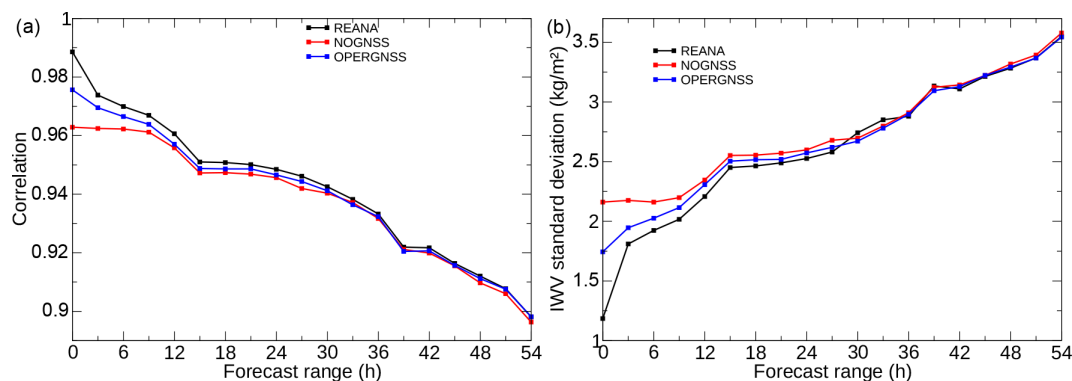 (a)
1
0.98
0.96
0.94
0.92
0.9
Correlation
REANA
NOGNSS
OPERGNSS
0 6 12 18 24 30 36 42 48 54
Forecast range (h)
(b)
3.5
3
2.5
2
1.5
1
IWV standard deviation (kg/m²)
REANA
NOGNSS
OPERGNSS
0 6 12 18 24 30 36 42 48 54
Forecast range (h)